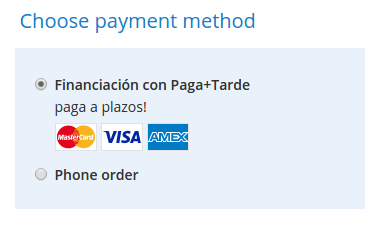 Choose payment method
Financiación con Paga+Tarde
paga a plazos!
MasterCard VISA AMEX
Phone order